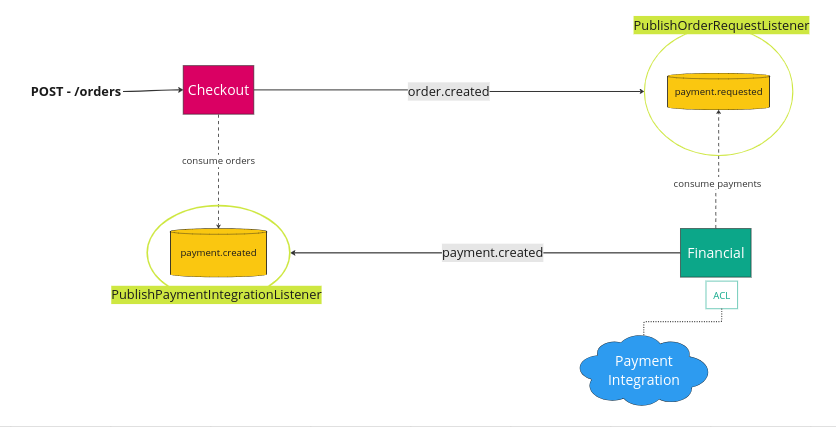 PublishOrderRequestListener
POST - /orders
Checkout
order.created
payment.requested
consume orders
consume payments
payment.created
payment.created
Financial
PublishPaymentIntegrationListener
ACL
Payment
Integration